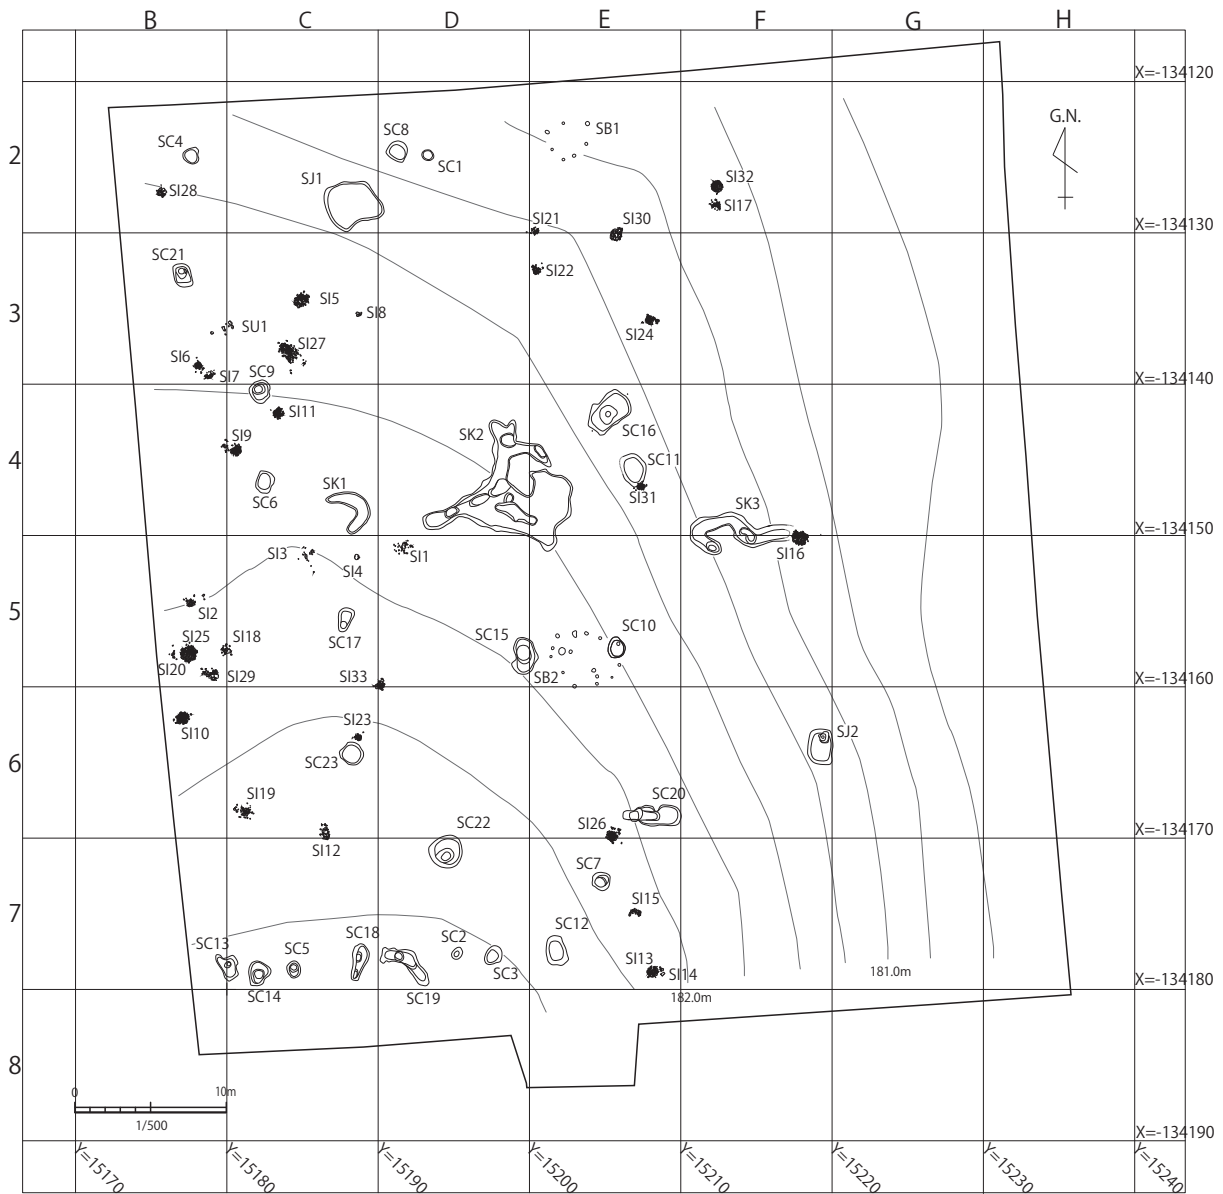 B C D E F G H
X=-134120
G.N.
2
SC4
SC8
SC1
SB1
SJ1
SI28
SI32
SI17
SI21
SI30
X=-134130
SC21
SI22
SI5
SI8
3
SU1
SI24
SI27
SI6
SI7
SC9
X=-134140
SI11
SC16
SI9
SK2
4
SC11
SC6
SK1
SI31
SK3
X=-134150
SI3
SI4
SI1
SI16
5
SI2
SI25
SI18
SC17
SC15
SC10
SI20
SI29
SI33
SB2
X=-134160
SI10
SI23
SJ2
6
SC23
SI19
SC20
SC22
SI26
X=-134170
SI12
SC7
SI15
7
SC13
SC5
SC18
SC2
SC12
SC3
SI13
SI14
181.0m
SC14
SC19
182.0m
X=-134180
8
0 10m
1/500
X=-134190
Y=15170
Y=15180
Y=15190
Y=15200
Y=15210
Y=15220
Y=15230
Y=15240